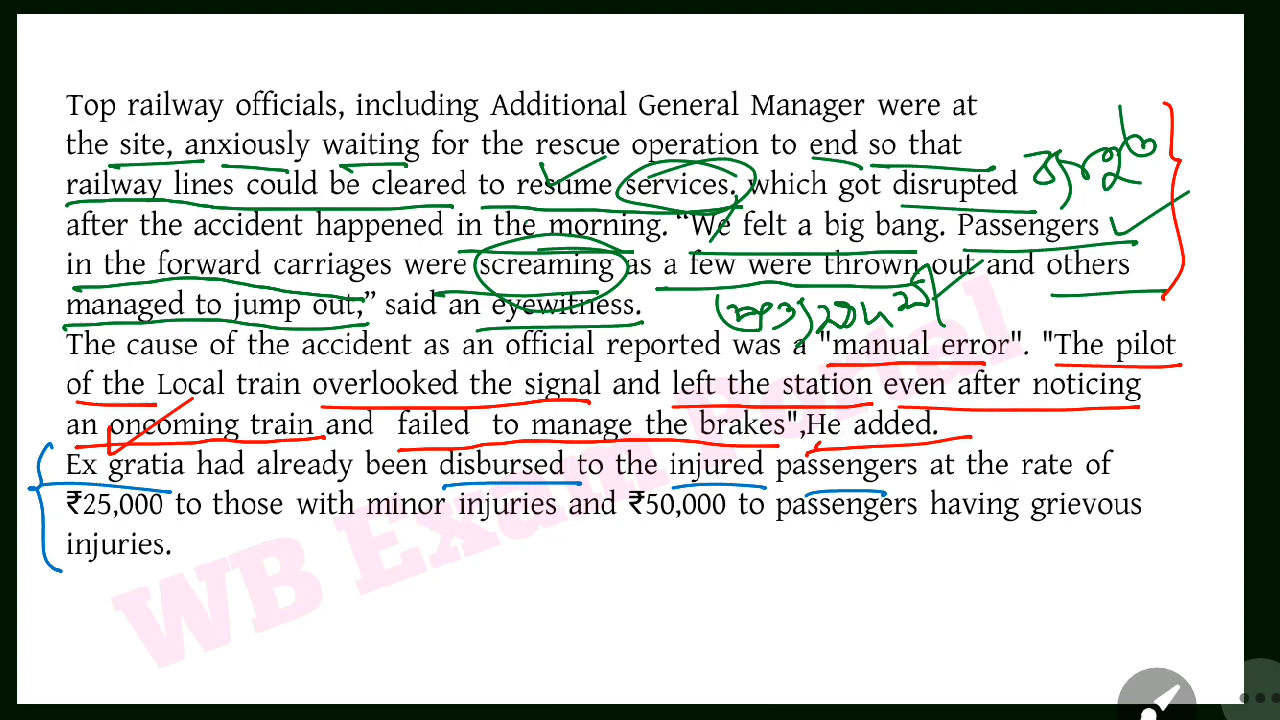 Top railway officials, including Additional General Manager were at
the site, anxiously waiting for the rescue operation to end so that
railway lines could be cleared to resume services. which got disrupted
after the accident happened in the morning. “We felt a big bang. Passengers
in the forward carriages were screaming as a few were thrown out and others
managed to jump out,” said an eyewitness.
The cause of the accident as an official reported was a "manual error". "The pilot
of the Local train overlooked the signal and left the station even after noticing
an oncoming train and failed to manage the brakes",He added.
Ex gratia had already been disbursed to the injured passengers at the rate of
₹25,000 to those with minor injuries and ₹50,000 to passengers having grievous
injuries.
WB Exam Portal